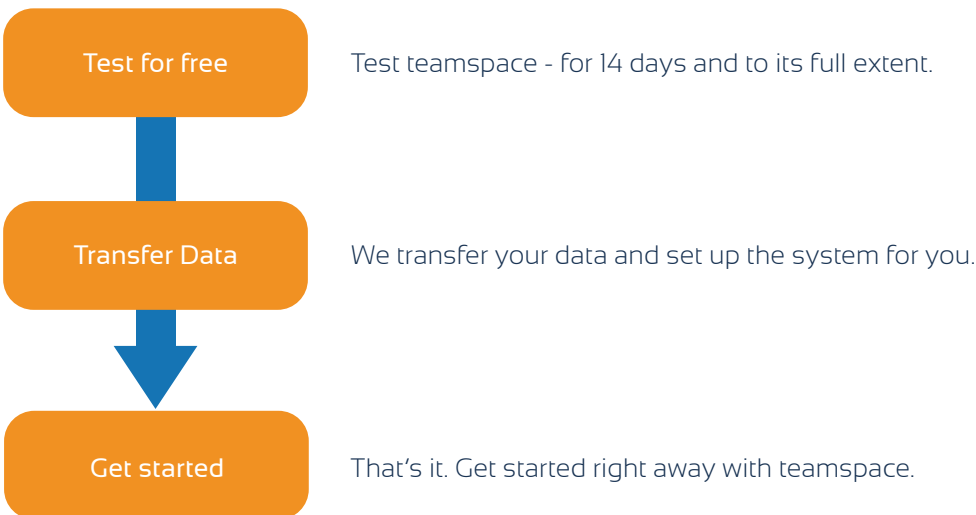 Test for free
Test teamspace - for 14 days and to its full extent.
Transfer Data
We transfer your data and set up the system for you.
Get started
That's it. Get started right away with teamspace.